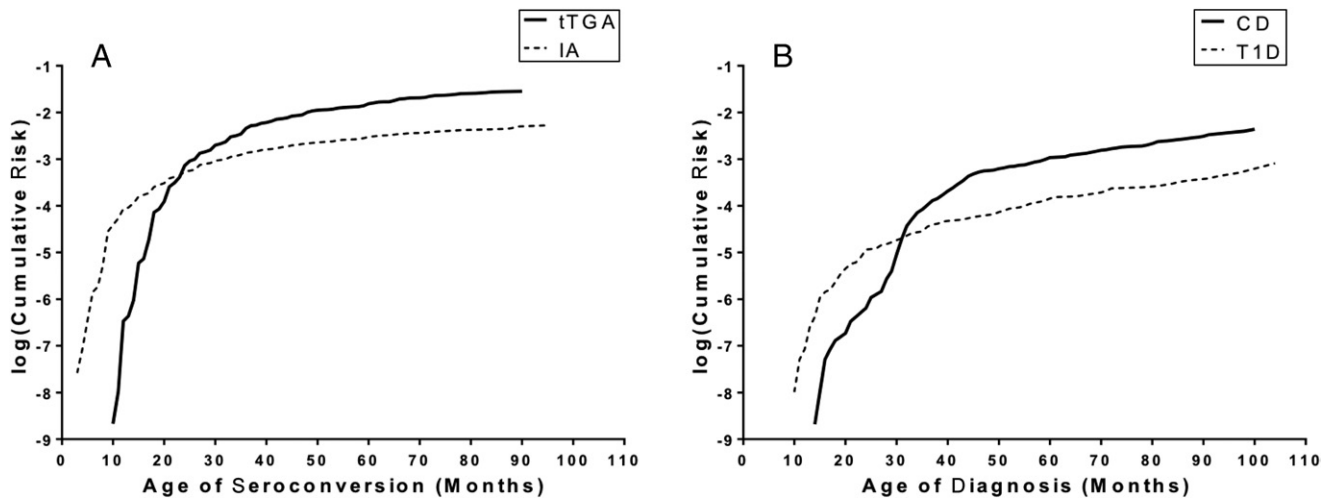 A
tTGA
IA
log(Cumulative Risk)
-1
-2
-3
-4
-5
-6
-7
-8
-9
0 10 20 30 40 50 60 70 80 90 100 110
Age of Seroconversion (Months)
B
CD
T1D
log(Cumulative Risk)
-1
-2
-3
-4
-5
-6
-7
-8
-9
0 10 20 30 40 50 60 70 80 90 100 110
Age of Diagnosis (Months)